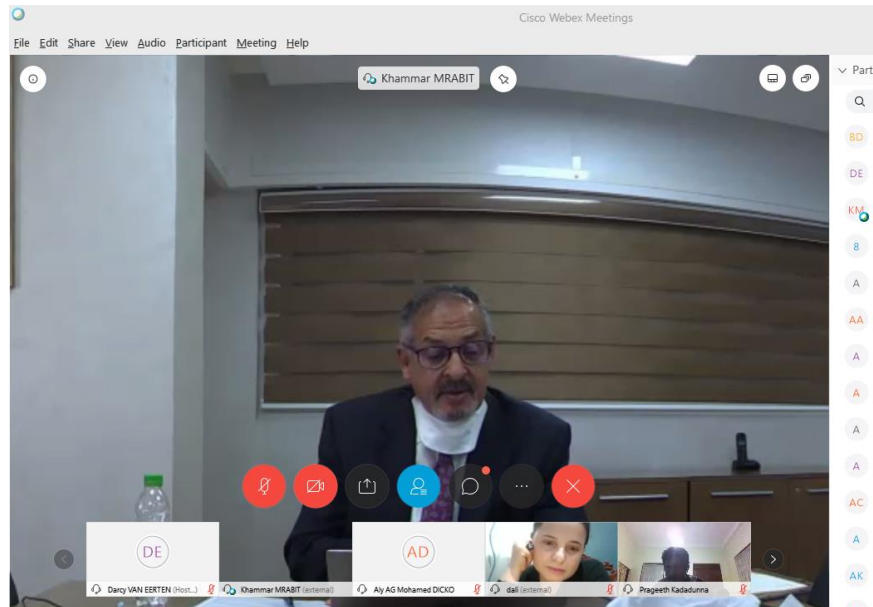 Cisco Webex Meetings
File Edit Share View Audio Participant Meeting Help
Khammar MRABIT
Part
BD
DE
KM
8
A
AA
A
A
A
A
AC
A
AK
DE
AD
Darcy VAN EERTEN (Host...)
Khammar MRABIT (external)
Aly AG Mohamed DICKO
dali (external)
Prageeth Kadadunna